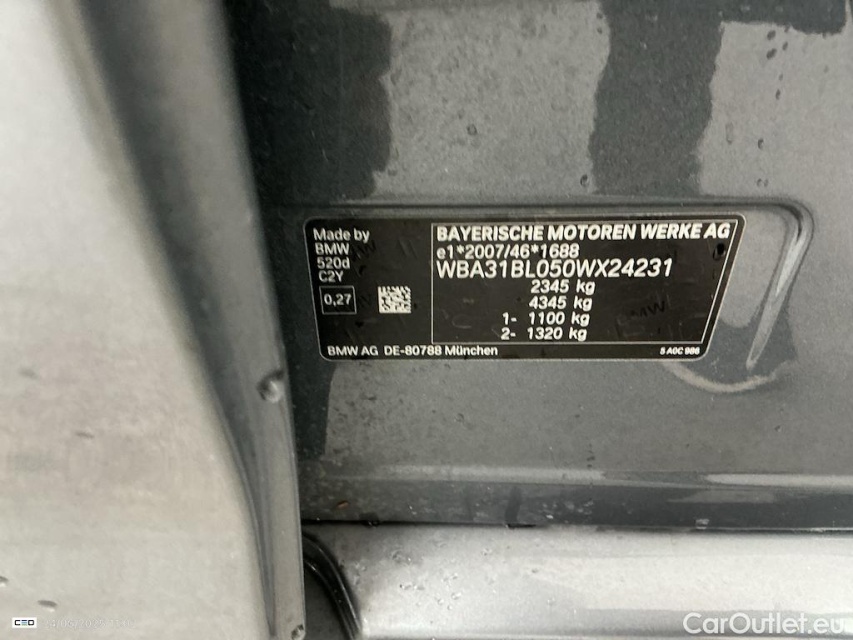 Made by
BMW
520d
C2Y
0,27
BAYERISCHE MOTOREN WERKE AG
e1*2007/46*1688
WBA31BL050WX24231
2345 kg
4345 kg
1- 1100 kg
2- 1320 kg
BMW AG DE-80788 München
5 A0C 986
CarOutlet.eu